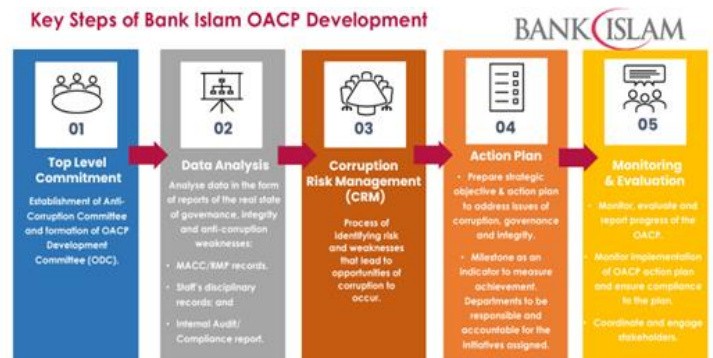 Key Steps of Bank Islam OACP Development
BANK ISLAM
01
Top Level
Commitment
Establishment of Anti-
Corruption Committee
and formation of OACP
Development
Committee (ODC).
02
Data Analysis
Analyse data in the form
of reports of the real state
of governance, integrity
and anti-corruption
weaknesses:
• MACC/RMP records,
• Staff's disciplinary
records; and
• Internal Audit/
Compliance report.
03
Corruption
Risk Management
(CRM)
Process of
identifying risk
and weaknesses
that lead to
opportunities of
corruption to
occur.
04
Action Plan
• Prepare strategic
objective & action plan
to address issues of
corruption, governance
and integrity.
• Milestone as an
indicator to measure
achievement.
Departments to be
responsible and
accountable for the
initiatives assigned.
05
Monitoring
& Evaluation
• Monitor, evaluate and
report progress of the
OACP.
• Monitor implementation
of OACP action plan
and ensure compliance
to the plan.
• Coordinate and engage
stakeholders.